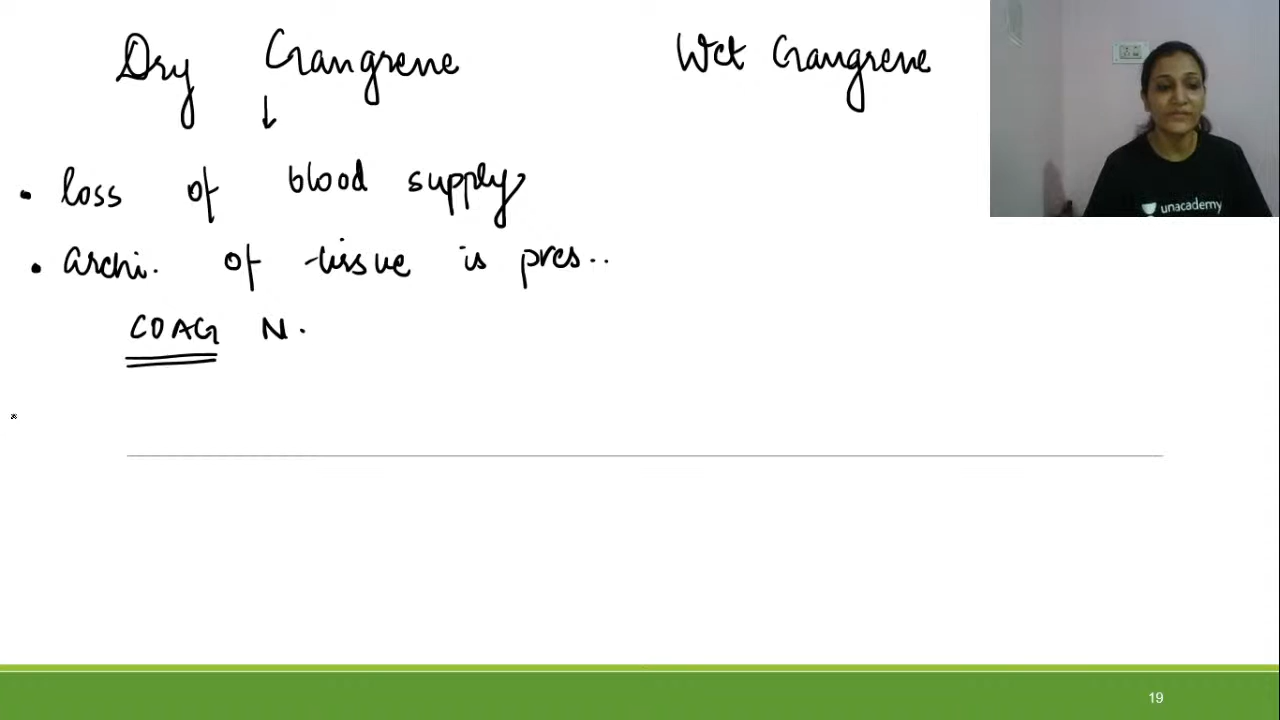 Dry Gangrene
Wet Gangrene
↓
• loss of blood supply
• archi. of tissue is pres..
COAG N.
unacademy
19